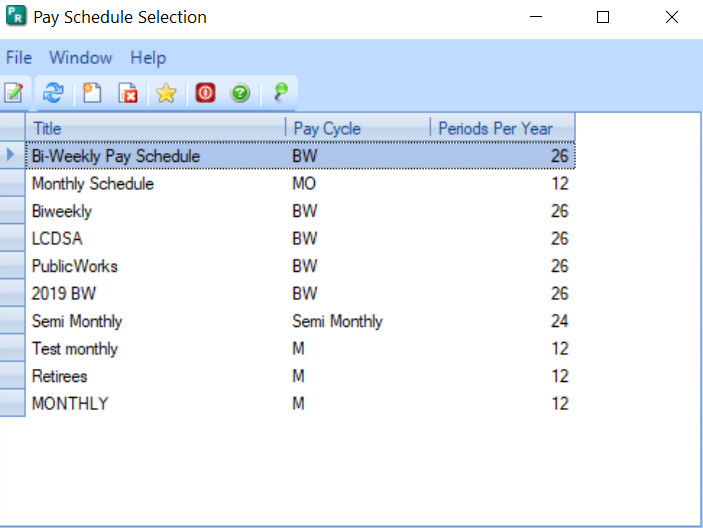 PR Pay Schedule Selection
File Window Help
Title Pay Cycle Periods Per Year
Bi-Weekly Pay Schedule BW 26
Monthly Schedule MO 12
Biweekly BW 26
LCDSA BW 26
PublicWorks BW 26
2019 BW BW 26
Semi Monthly Semi Monthly 24
Test monthly M 12
Retirees M 12
MONTHLY M 12